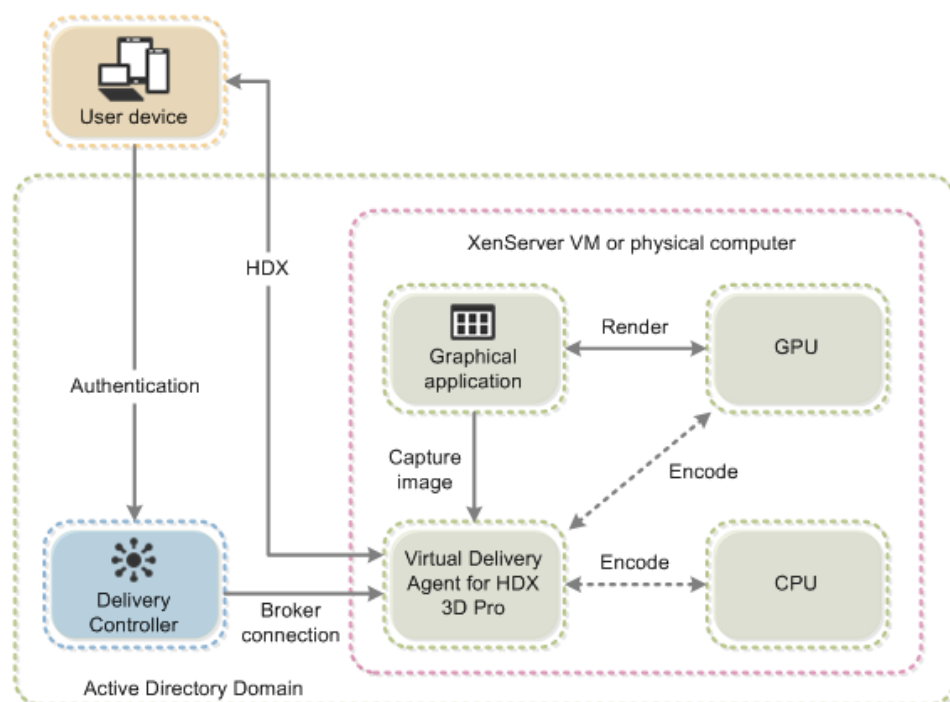 User device
XenServer VM or physical computer
HDX
Render
Graphical
application
GPU
Authentication
Capture
image
Encode
Virtual Delivery
Agent for HDX
3D Pro
Encode
CPU
Delivery
Controller
Broker
connection
Active Directory Domain